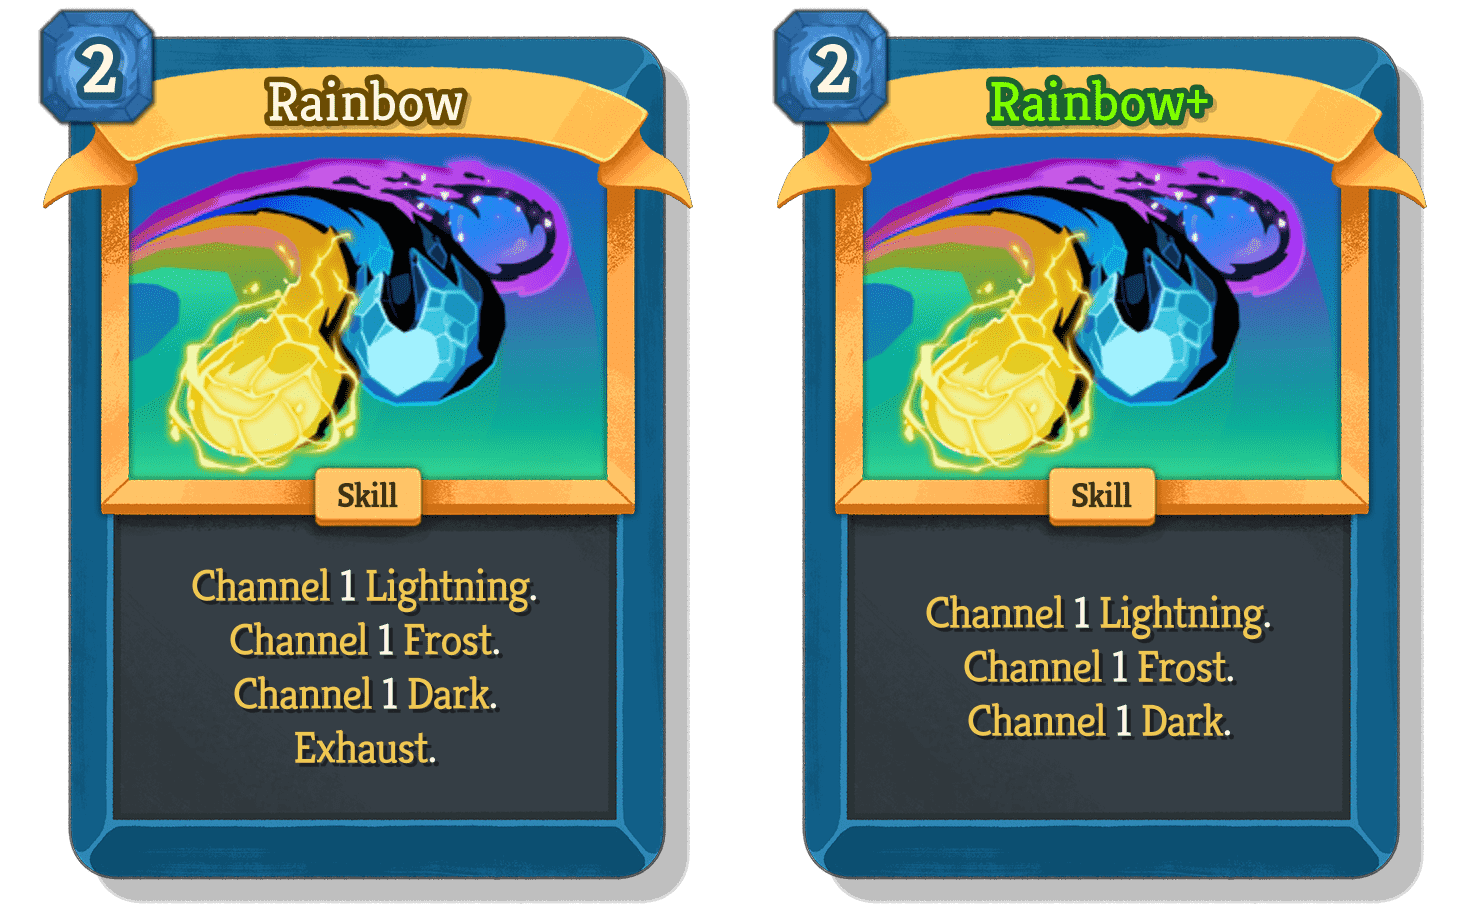 2
Rainbow
Skill
Channel 1 Lightning.
Channel 1 Frost.
Channel 1 Dark.
Exhaust.
2
Rainbow+
Skill
Channel 1 Lightning.
Channel 1 Frost.
Channel 1 Dark.